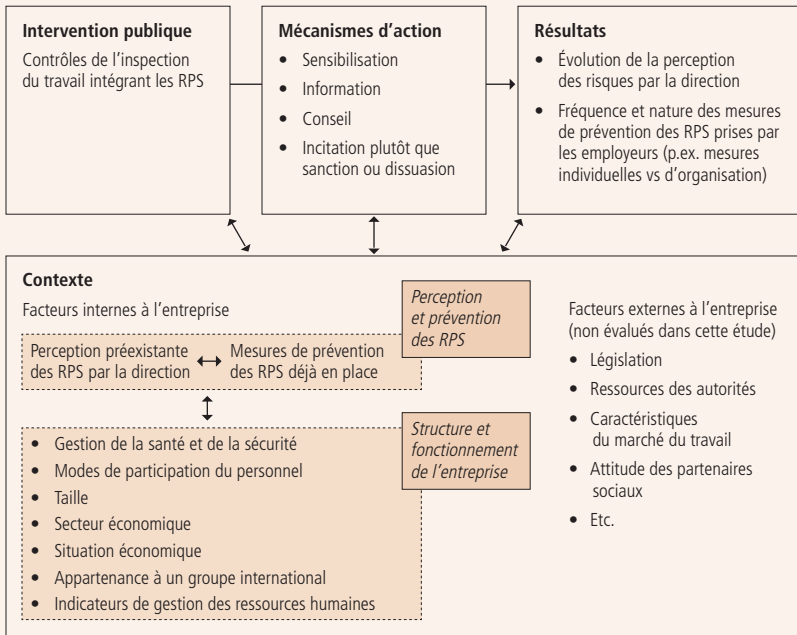 Intervention publique
Contrôles de l'inspection
du travail intégrant les RPS
Mécanismes d'action
• Sensibilisation
• Information
• Conseil
• Incitation plutôt que
sanction ou dissuasion
Résultats
• Évolution de la perception
des risques par la direction
• Fréquence et nature des mesures
de prévention des RPS prises par
les employeurs (p.ex. mesures
individuelles vs d'organisation)
Contexte
Facteurs internes à l'entreprise
Perception
et prévention
des RPS
Perception préexistante
des RPS par la direction
Mesures de prévention
des RPS déjà en place
Structure et
fonctionnement
de l'entreprise
• Gestion de la santé et de la sécurité
• Modes de participation du personnel
• Taille
• Secteur économique
• Situation économique
• Appartenance à un groupe international
• Indicateurs de gestion des ressources humaines
Facteurs externes à l'entreprise
(non évalués dans cette étude)
• Législation
• Ressources des autorités
• Caractéristiques
du marché du travail
• Attitude des partenaires
sociaux
• Etc.